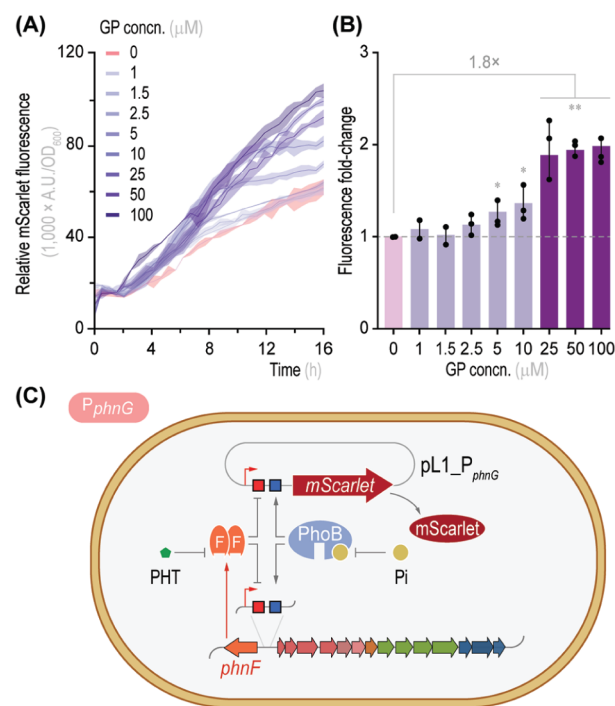 (A)
GP concn. (μM)
0
1
1.5
2.5
5
10
25
50
100
Relative mScarlet fluorescence
(1,000 × A.U./OD600)
120
80
40
0
0 4 8 12 16
Time (h)
(B)
1.8×
**
*
*
Fluorescence fold-change
3
2
1
0
0 1 1.5 2.5 5 10 25 50 100
GP concn. (μM)
(C)
PphnG
pL1_PphnG
mScarlet
mScarlet
F F
PhoB
PHT
Pi
phnF